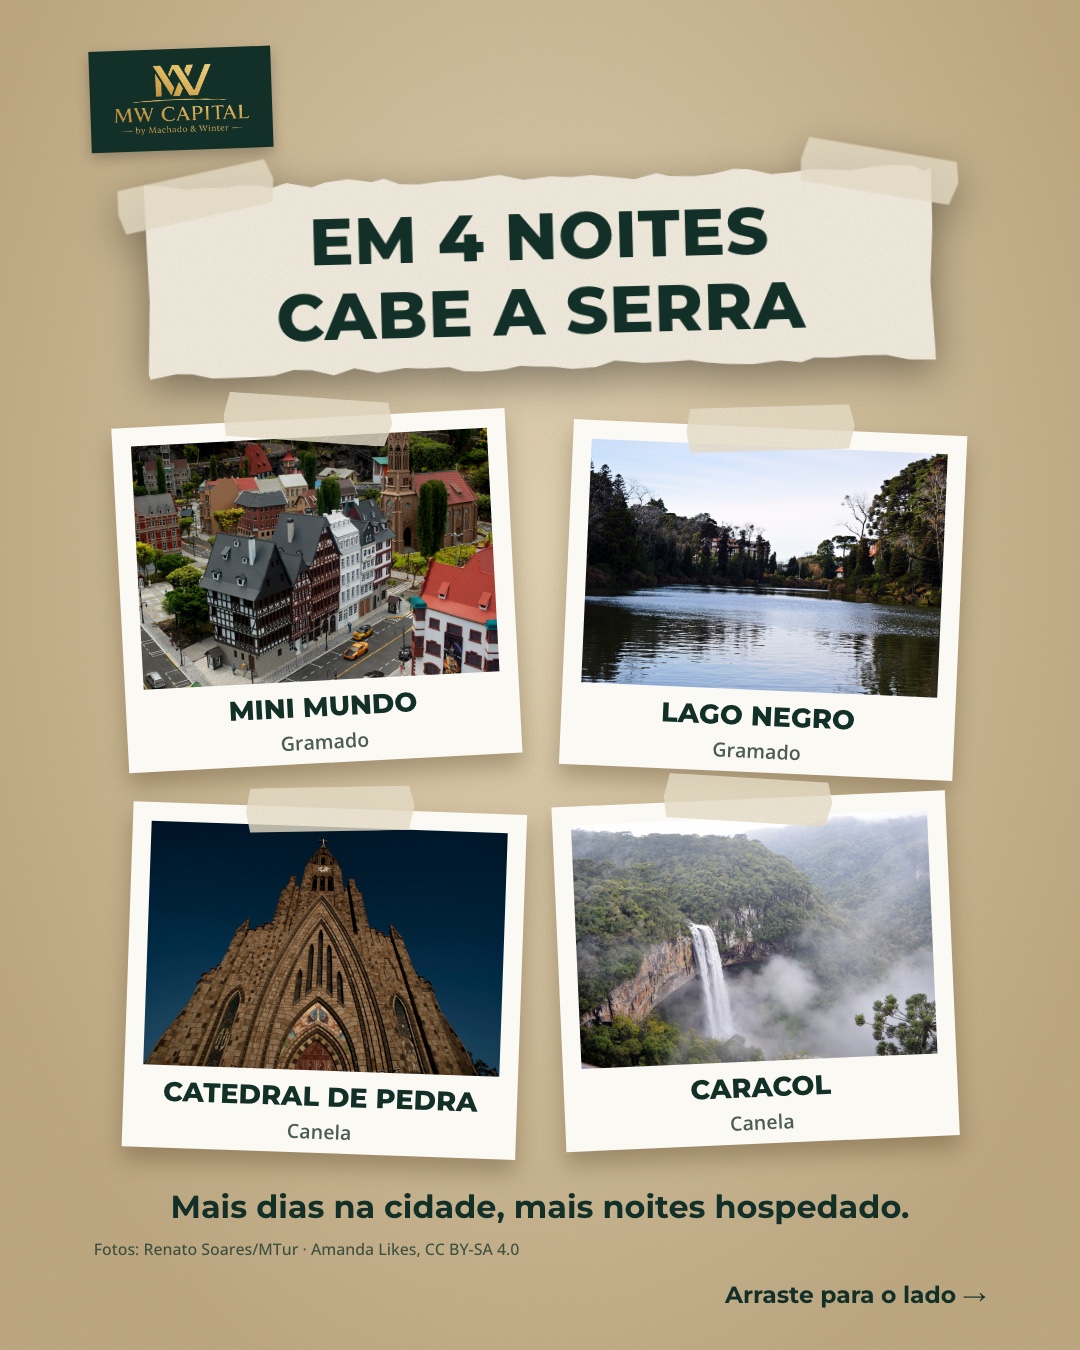 MW CAPITAL
by Machado & Winter
EM 4 NOITES
CABE A SERRA
MINI MUNDO
Gramado
LAGO NEGRO
Gramado
CATEDRAL DE PEDRA
Canela
CARACOL
Canela
Mais dias na cidade, mais noites hospedado.
Fotos: Renato Soares/MTur · Amanda Likes, CC BY-SA 4.0
Arraste para o lado →